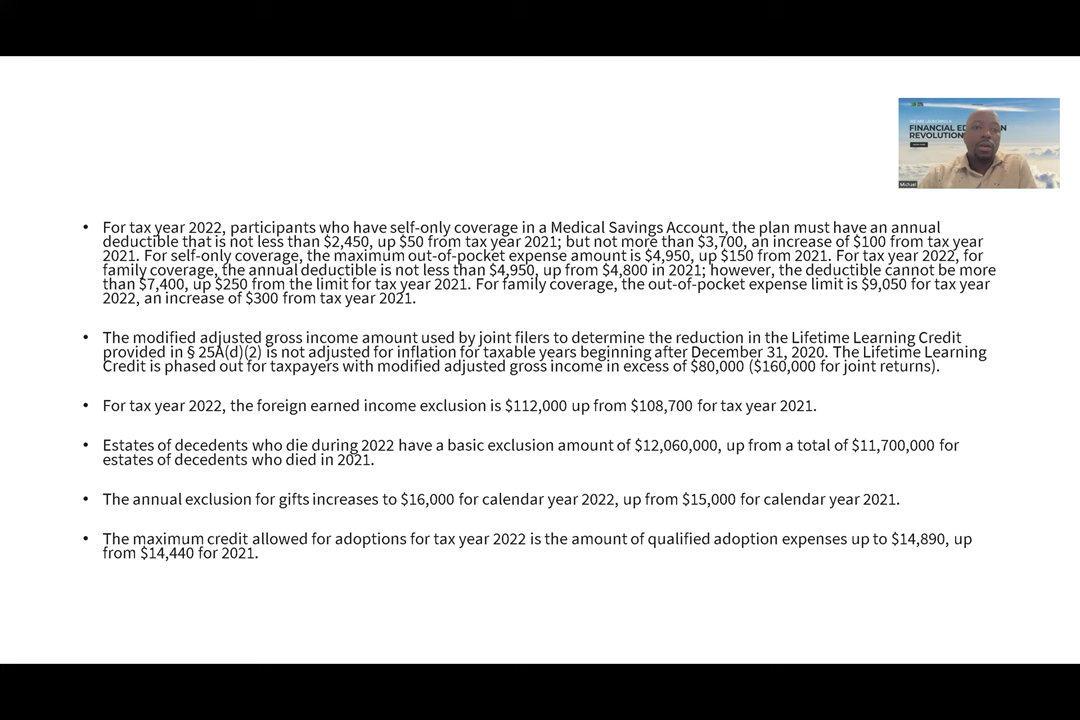 FINANCIAL ED
N
REVOLUTION
Michael
• For tax year 2022, participants who have self-only coverage in a Medical Savings Account, the plan must have an annual
deductible that is not less than $2,450, up $50 from tax year 2021; but not more than $3,700, an increase of $100 from tax year
2021. For self-only coverage, the maximum out-of-pocket expense amount is $4,950, up $150 from 2021. For tax year 2022, for
family coverage, the annual deductible is not less than $4,950, up from $4,800 in 2021; however, the deductible cannot be more
than $7,400, up $250 from the limit for tax year 2021. For family coverage, the out-of-pocket expense limit is $9,050 for tax year
2022, an increase of $300 from tax year 2021.
• The modified adjusted gross income amount used by joint filers to determine the reduction in the Lifetime Learning Credit
provided in § 25A(d)(2) is not adjusted for inflation for taxable years beginning after December 31, 2020. The Lifetime Learning
Credit is phased out for taxpayers with modified adjusted gross income in excess of $80,000 ($160,000 for joint returns).
• For tax year 2022, the foreign earned income exclusion is $112,000 up from $108,700 for tax year 2021.
• Estates of decedents who die during 2022 have a basic exclusion amount of $12,060,000, up from a total of $11,700,000 for
estates of decedents who died in 2021.
• The annual exclusion for gifts increases to $16,000 for calendar year 2022, up from $15,000 for calendar year 2021.
• The maximum credit allowed for adoptions for tax year 2022 is the amount of qualified adoption expenses up to $14,890, up
from $14,440 for 2021.